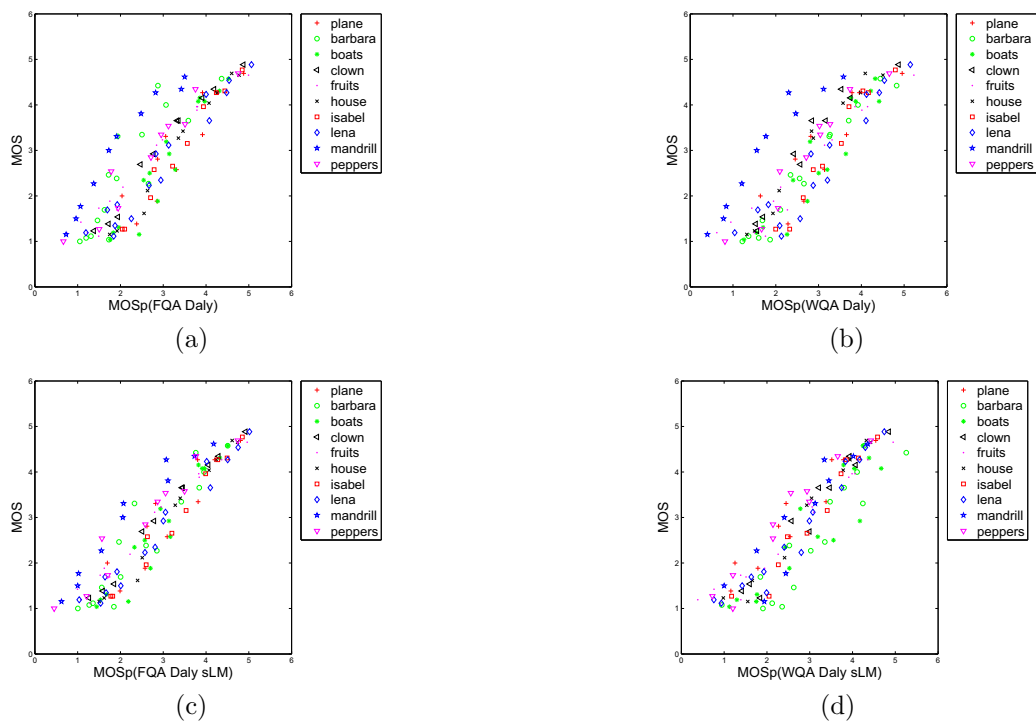 6
5
4
3
2
1
0
MOS
0 1 2 3 4 5 6
MOSp(FQA Daly)
plane
barbara
boats
clown
fruits
house
isabel
lena
mandrill
peppers
(a)
6
5
4
3
2
1
0
MOS
0 1 2 3 4 5 6
MOSp(WQA Daly)
plane
barbara
boats
clown
fruits
house
isabel
lena
mandrill
peppers
(b)
6
5
4
3
2
1
0
MOS
0 1 2 3 4 5 6
MOSp(FQA Daly sLM)
plane
barbara
boats
clown
fruits
house
isabel
lena
mandrill
peppers
(c)
6
5
4
3
2
1
0
MOS
0 1 2 3 4 5 6
MOSp(WQA Daly sLM)
plane
barbara
boats
clown
fruits
house
isabel
lena
mandrill
peppers
(d)